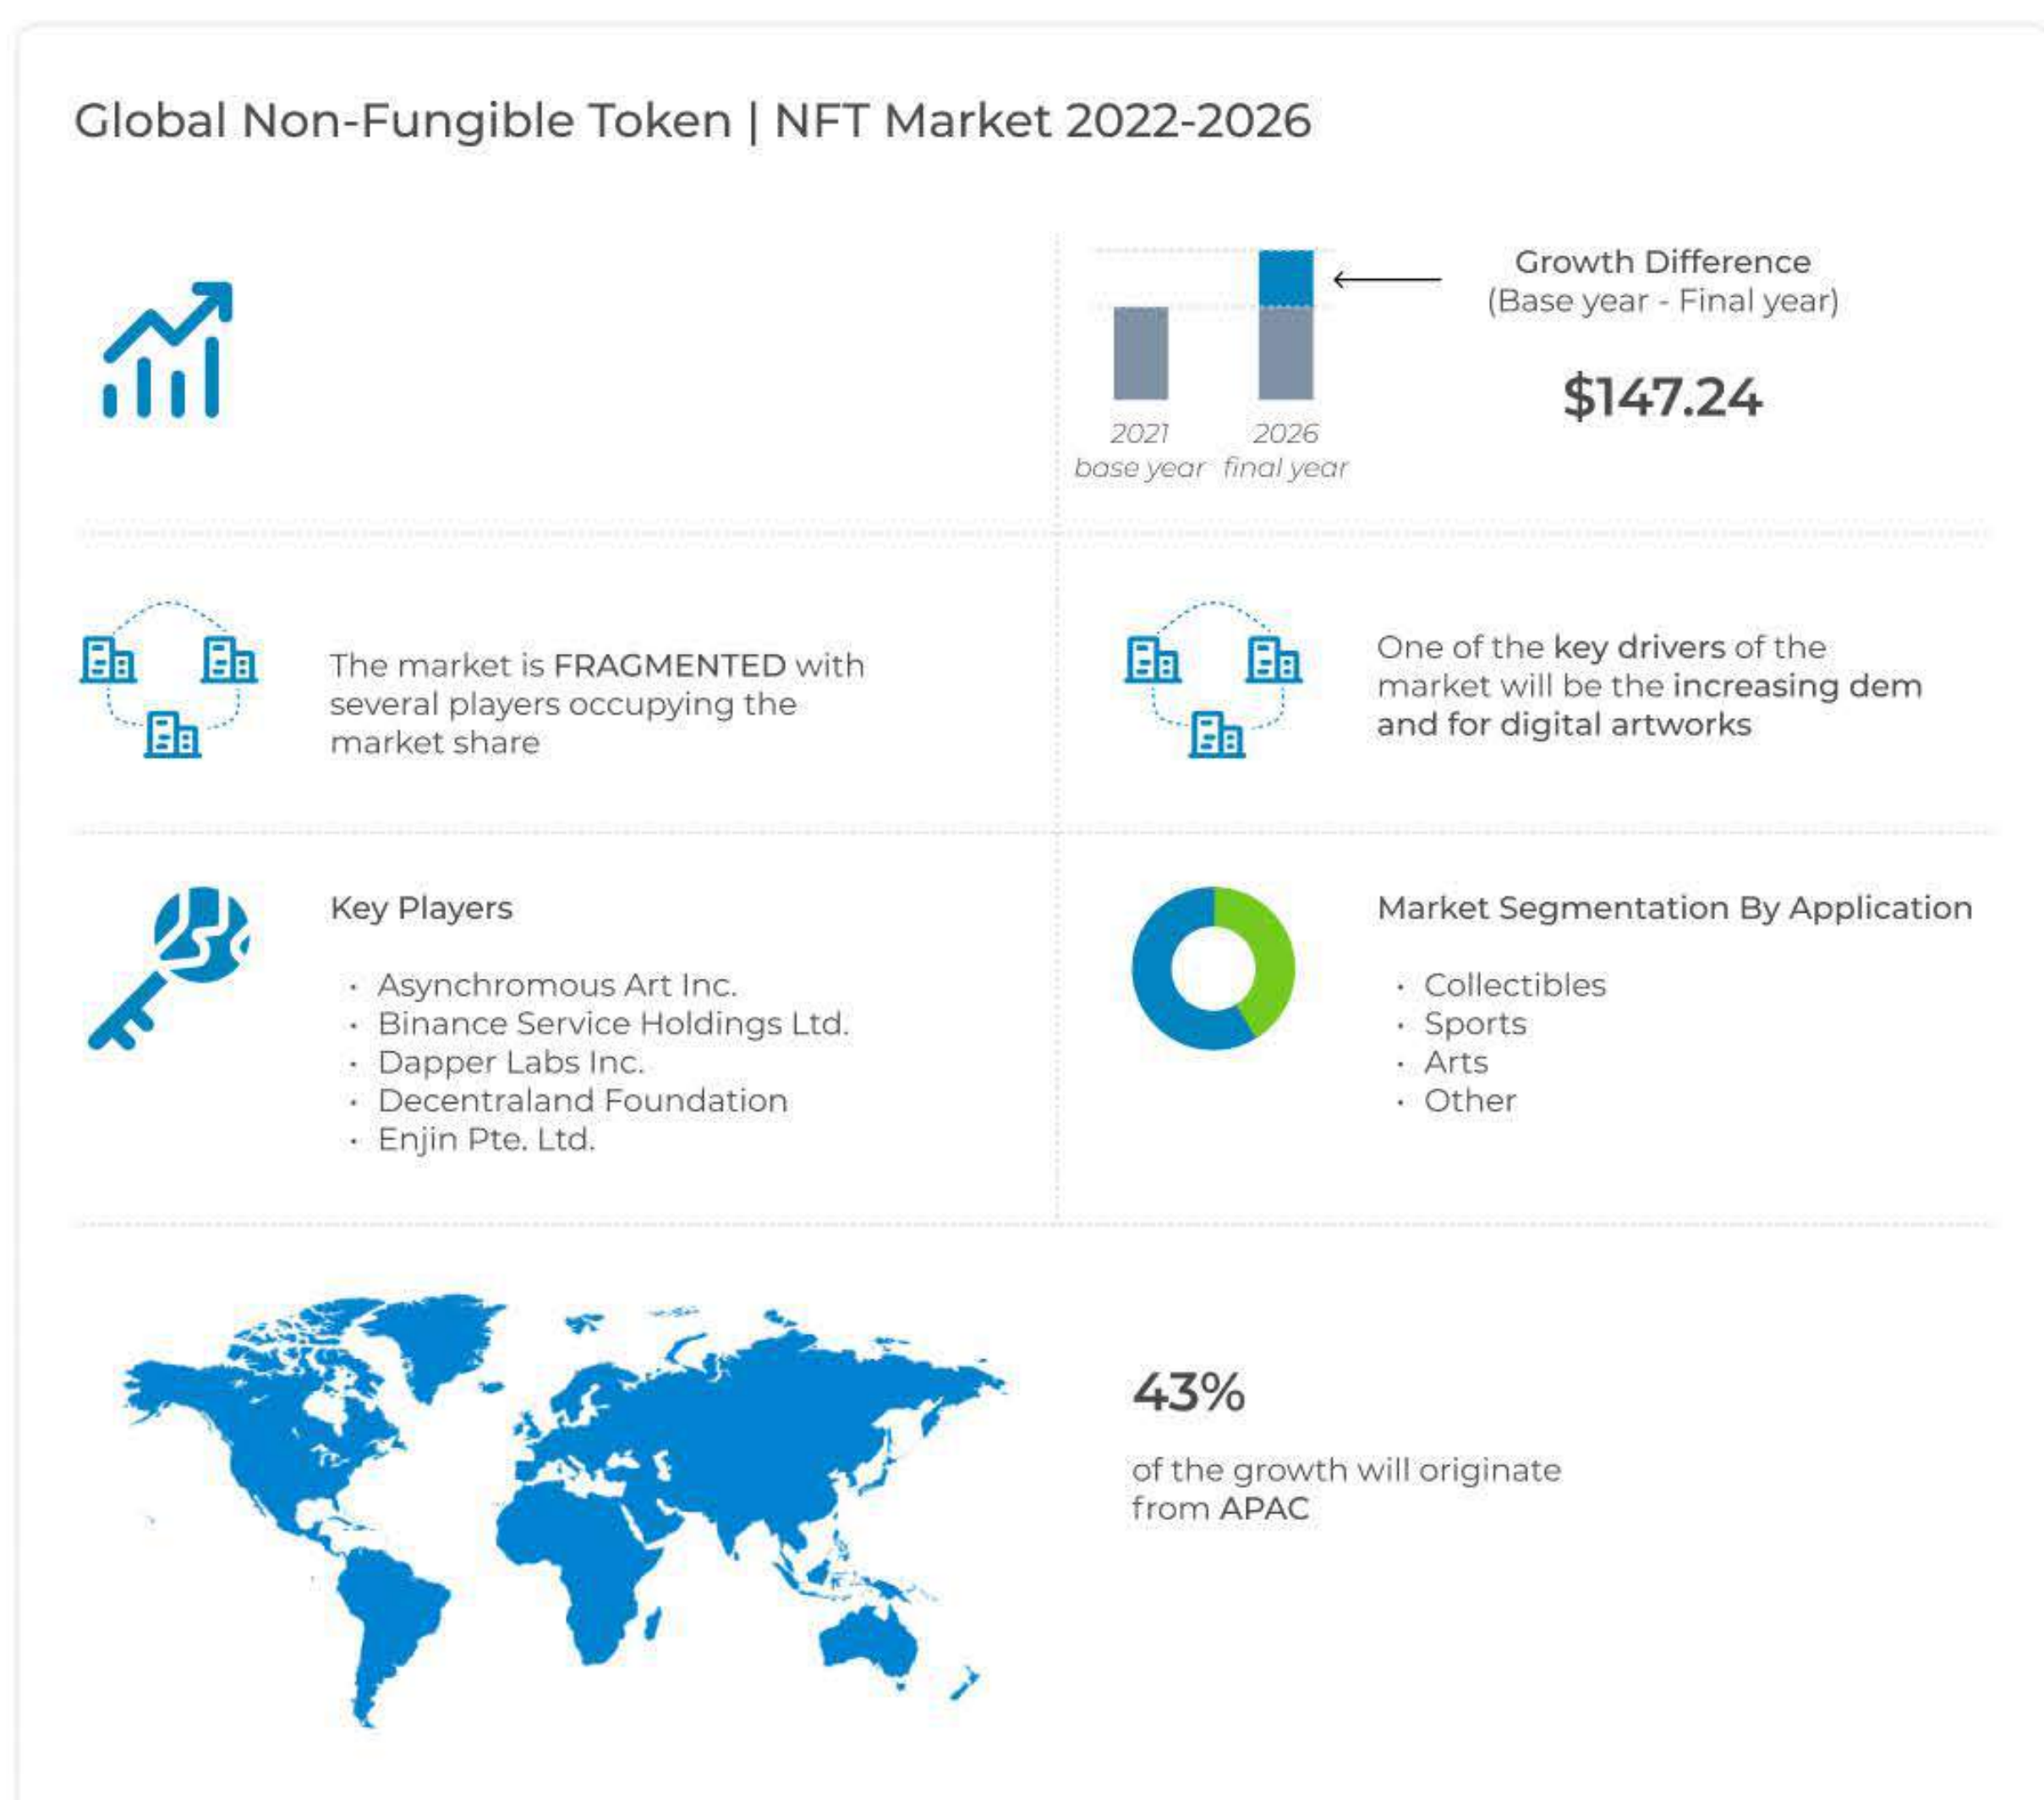 Global Non-Fungible Token | NFT Market 2022-2026
Growth Difference
(Base year - Final year)
$147.24
2021
base year
2026
final year
The market is FRAGMENTED with
several players occupying the
market share
One of the key drivers of the
market will be the increasing dem
and for digital artworks
Key Players
· Asynchromous Art Inc.
· Binance Service Holdings Ltd.
· Dapper Labs Inc.
· Decentraland Foundation
· Enjin Pte. Ltd.
Market Segmentation By Application
· Collectibles
· Sports
· Arts
· Other
43%
of the growth will originate
from APAC